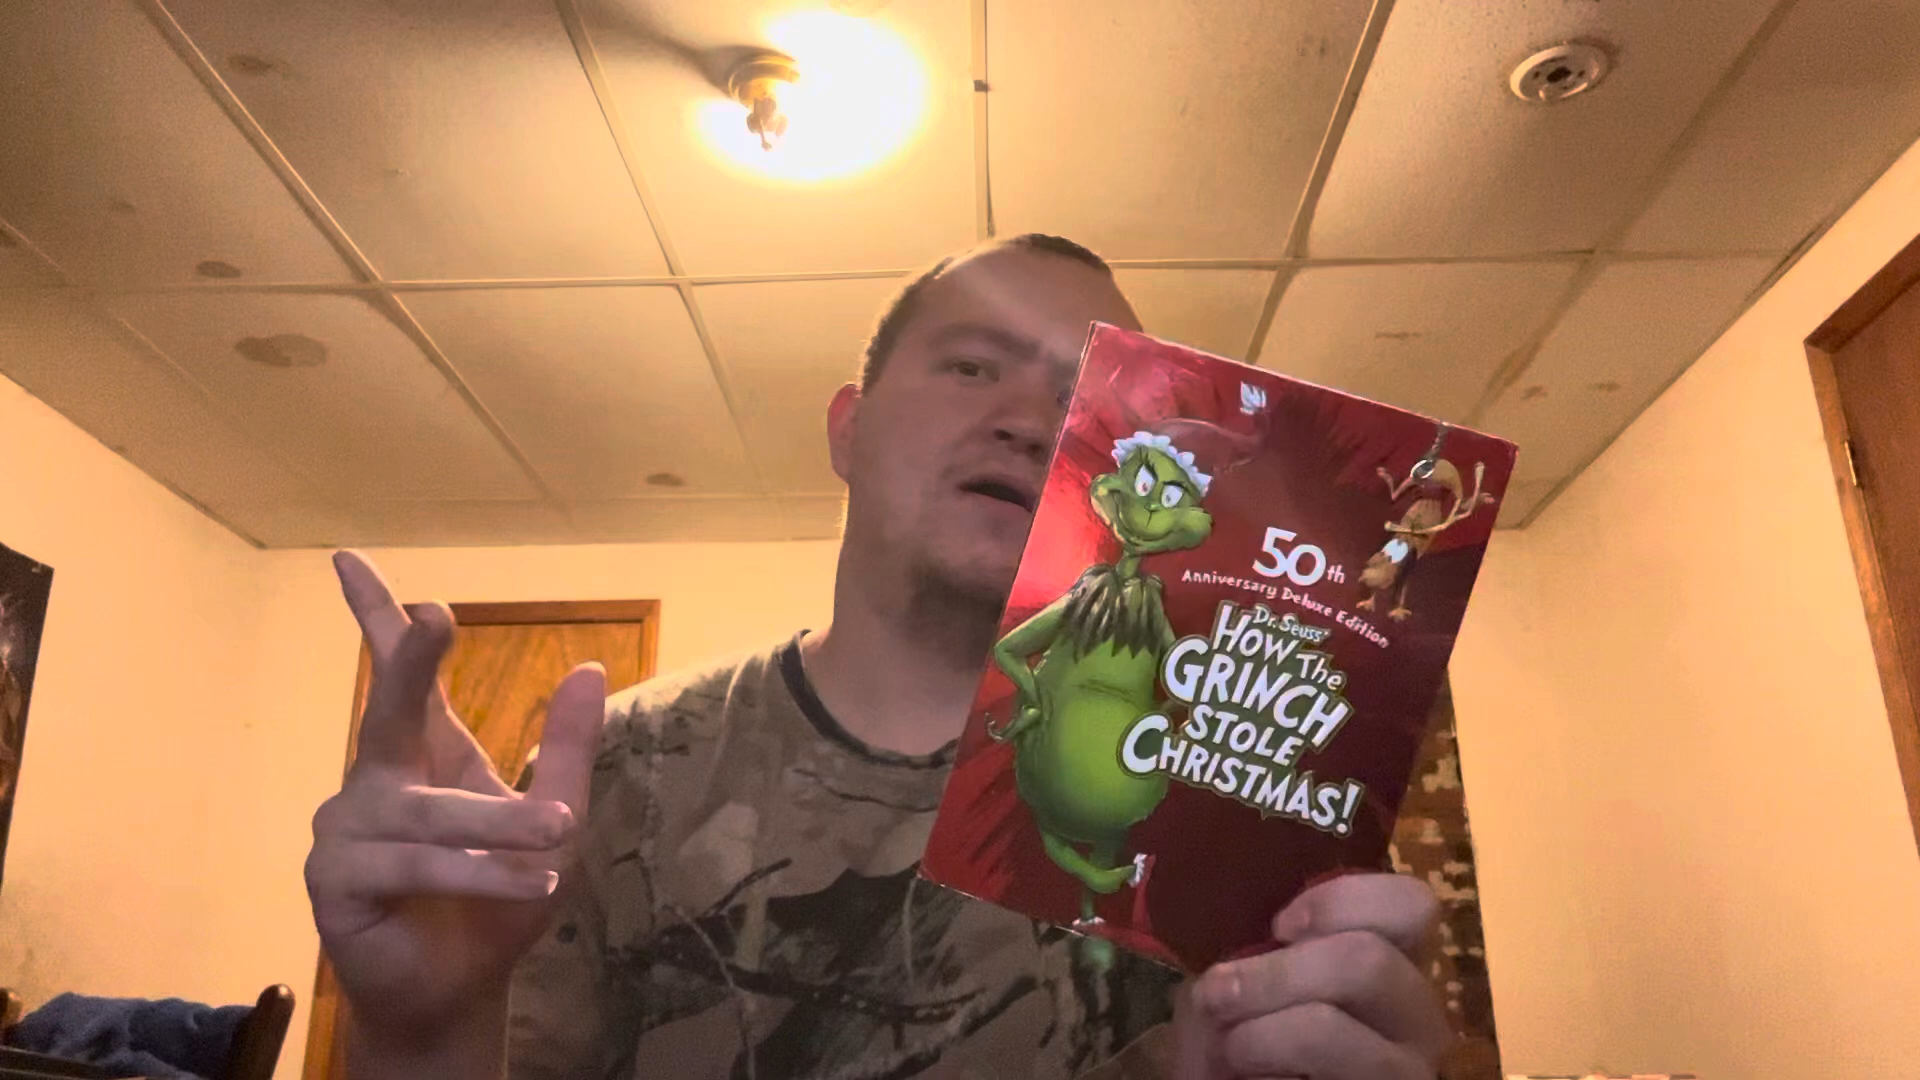 50th
Anniversary Deluxe Edition
Dr. Seuss'
HOW The
GRINCH
STOLE
CHRISTMAS!